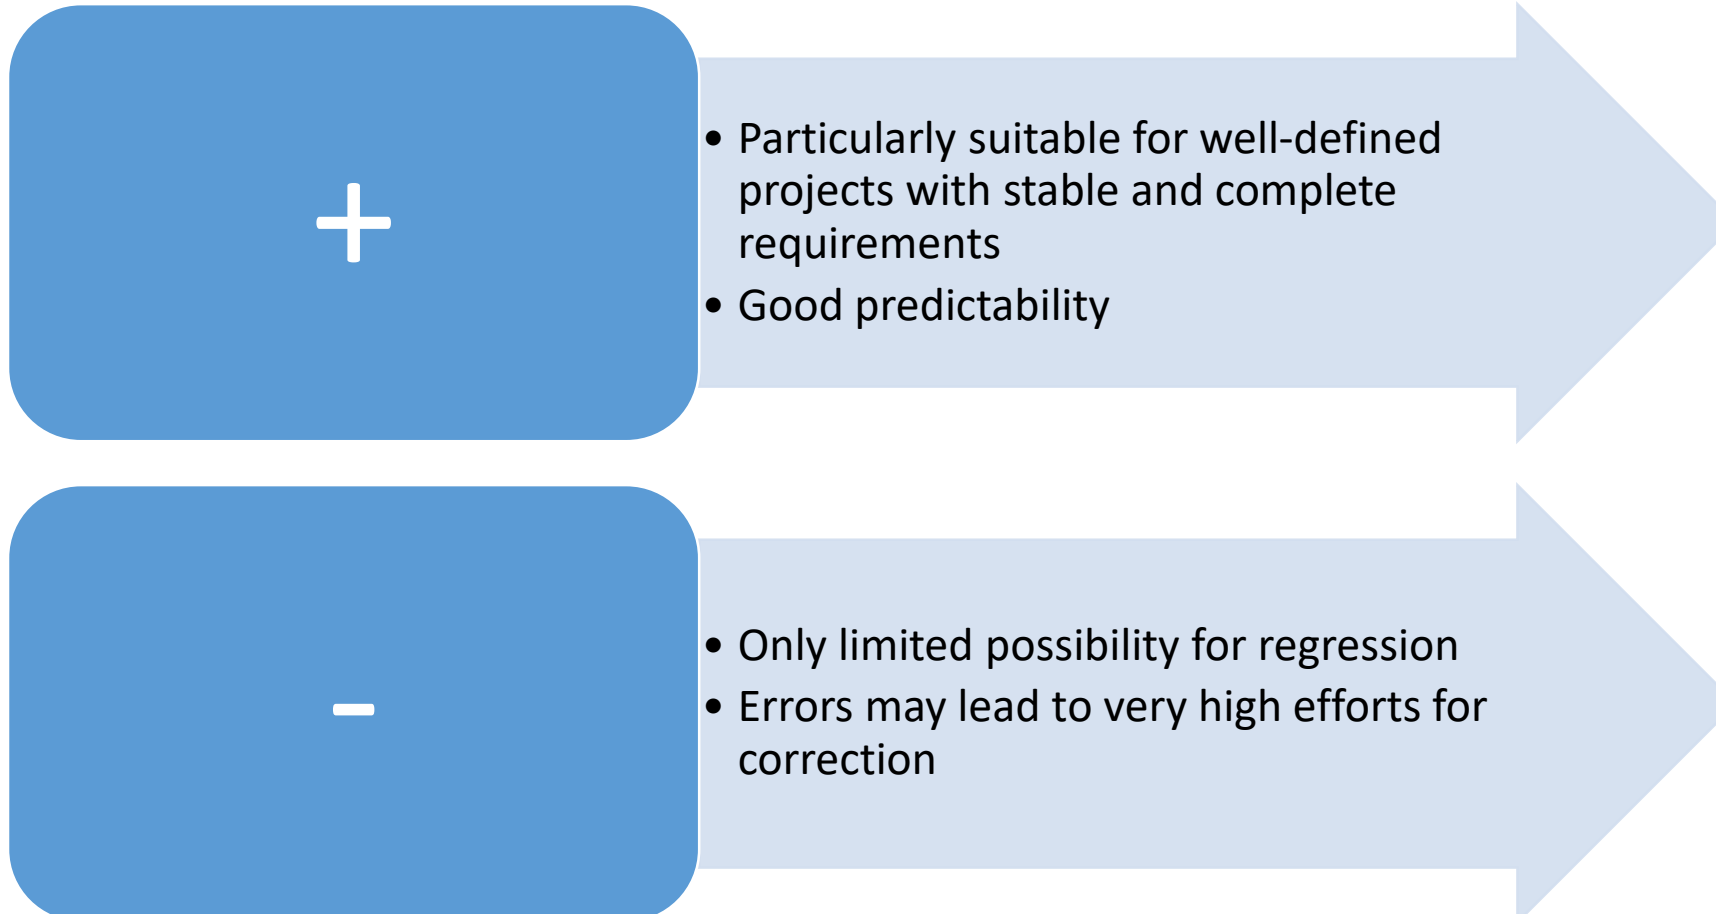 +
• Particularly suitable for well-defined
projects with stable and complete
requirements
• Good predictability
-
• Only limited possibility for regression
• Errors may lead to very high efforts for
correction